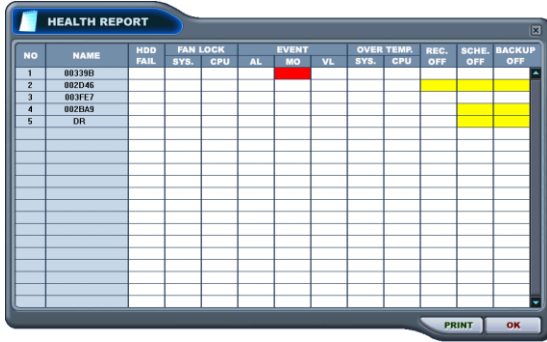 HEALTH REPORT
NO NAME HDD FAIL FAN LOCK EVENT OVER TEMP. REC. OFF SCHE. OFF BACKUP OFF
SYS. CPU AL MO VL SYS. CPU
1 00339B
2 002D46
3 003FE7
4 002BA9
5 DR
PRINT OK